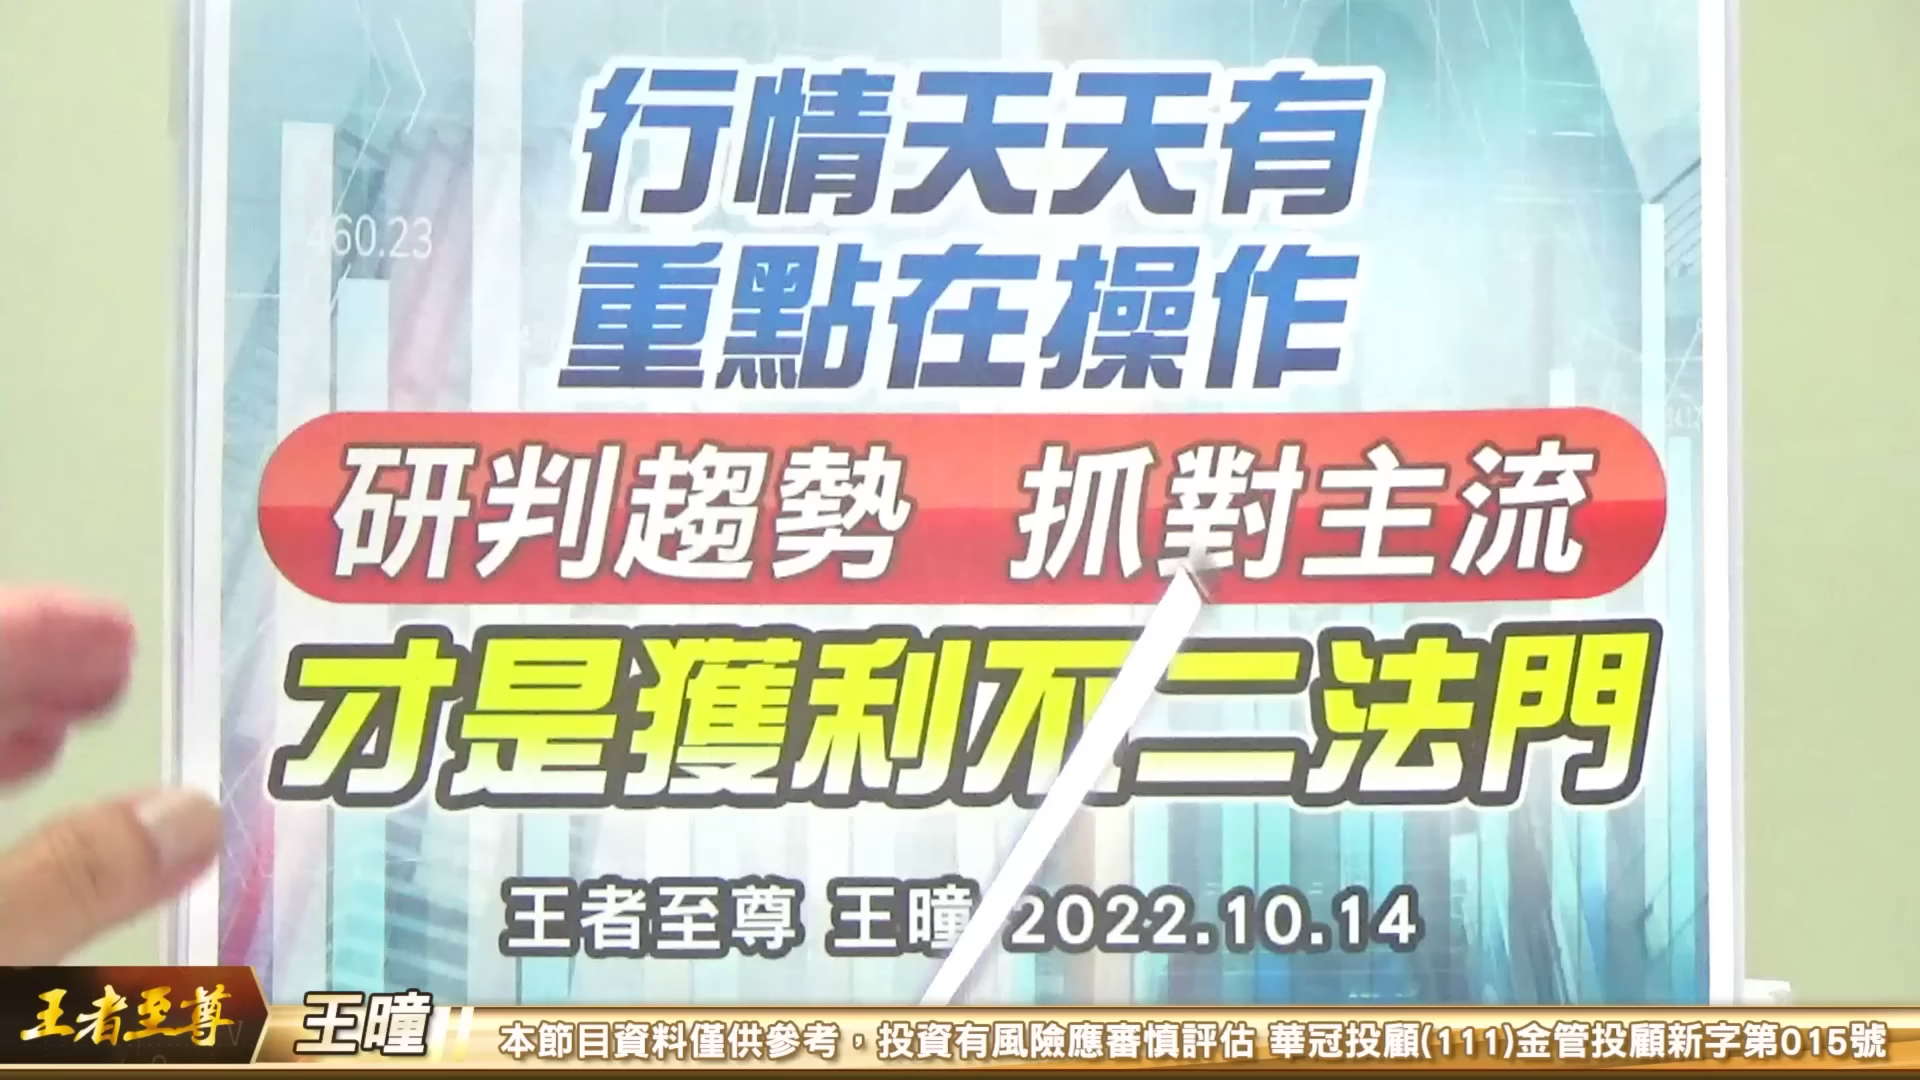 460.23
行情天天有
重點在操作
研判趨勢 抓對主流
才是獲利不二法門
王者至尊 王曈 2022.10.14
王者至尊 王曈
本節目資料僅供參考，投資有風險應審慎評估 華冠投顧(111)金管投顧新字第015號